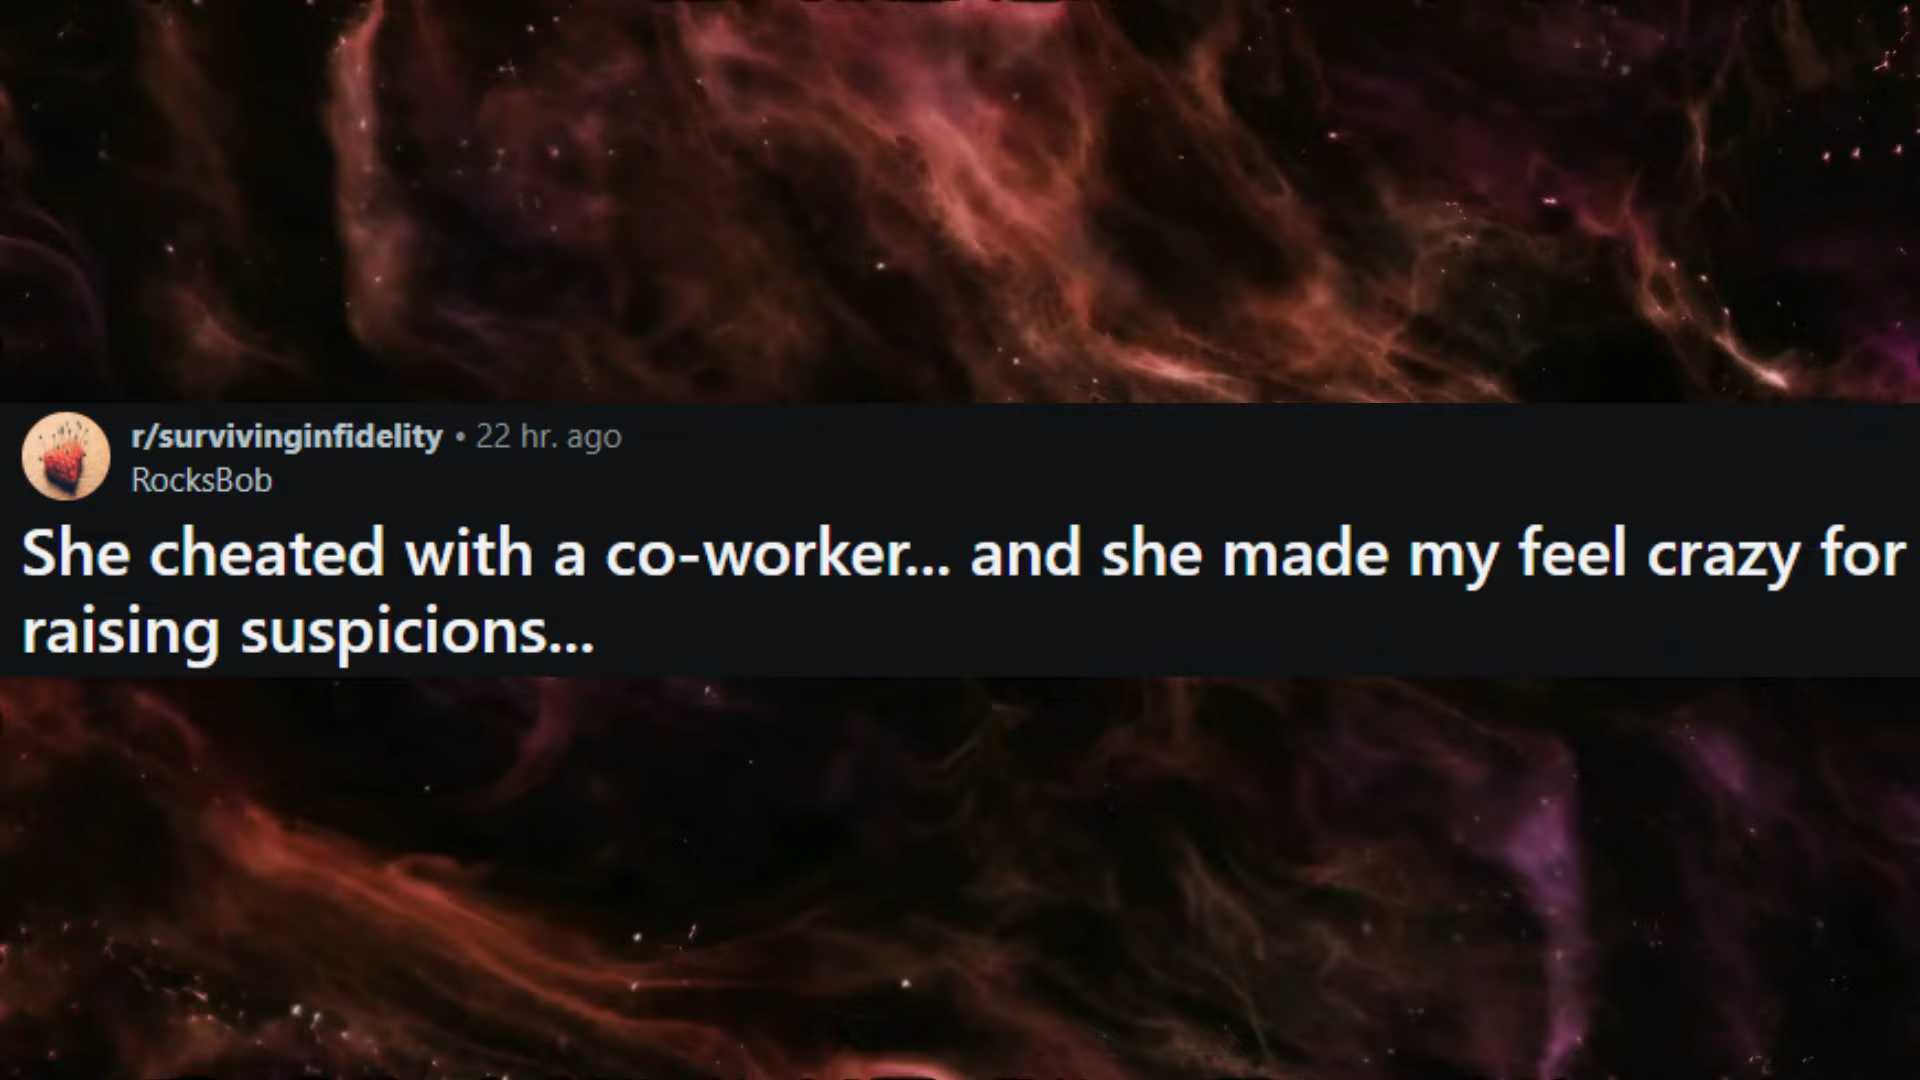 r/survivinginfidelity • 22 hr. ago
RocksBob
She cheated with a co-worker... and she made my feel crazy for
raising suspicions...